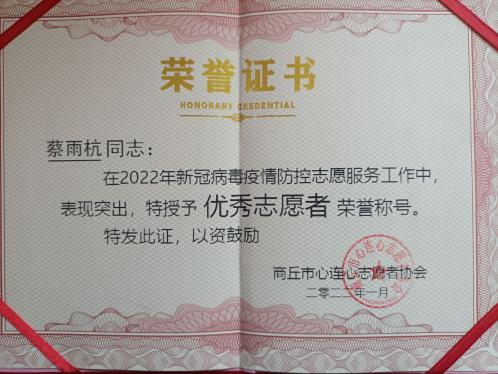 荣誉证书
HONORARY CREDENTIAL
蔡雨杭同志：
在2022年新冠病毒疫情防控志愿服务工作中，
表现突出，特授予 优秀志愿者 荣誉称号。
特发此证，以资鼓励
商丘市心连心志愿者协会
二零二二年一月